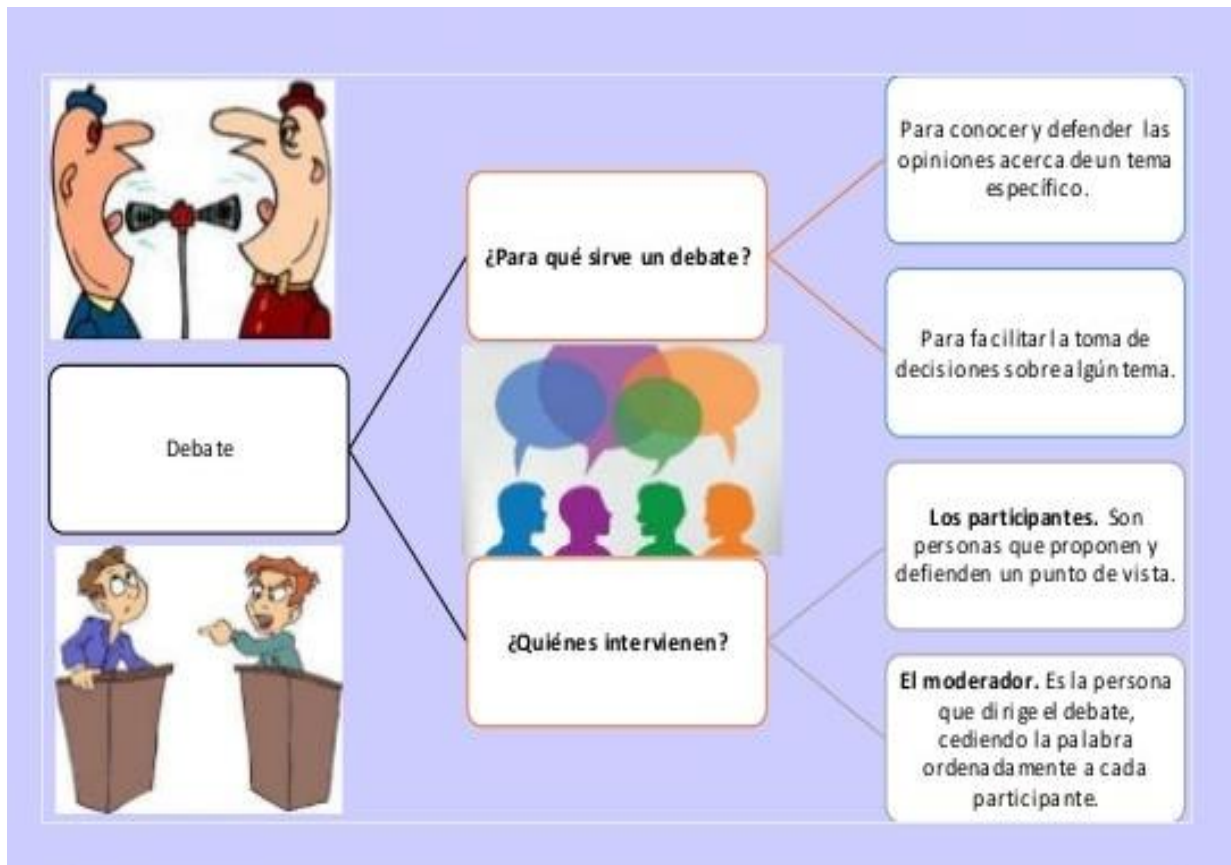 Debate
¿Para qué sirve un debate?
Para conocer y defender las
opiniones acerca de un tema
específico.
Para facilitar la toma de
decisiones sobre algún tema.
¿Quiénes intervienen?
Los participantes. Son
personas que proponen y
defienden un punto de vista.
El moderador. Es la persona
que dirige el debate,
cediendo la palabra
ordenadamente a cada
participante.